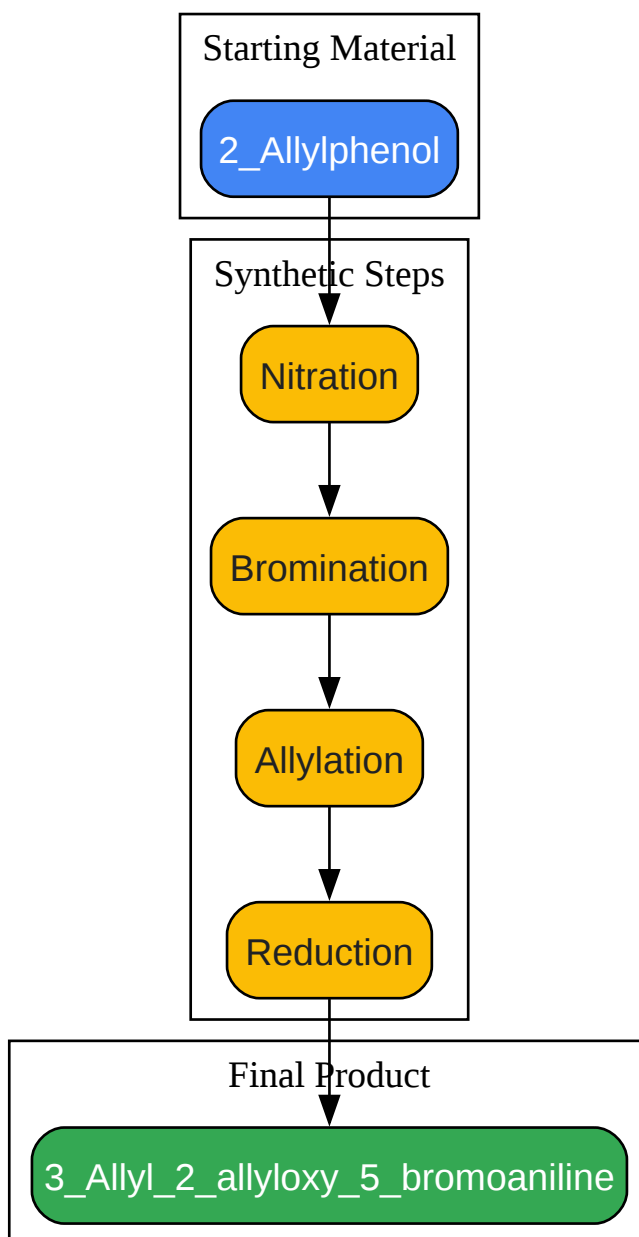 Starting Material
2_Allylphenol
Synthetic Steps
Nitration
Bromination
Allylation
Reduction
Final Product
3_Allyl_2_allyloxy_5_bromoaniline